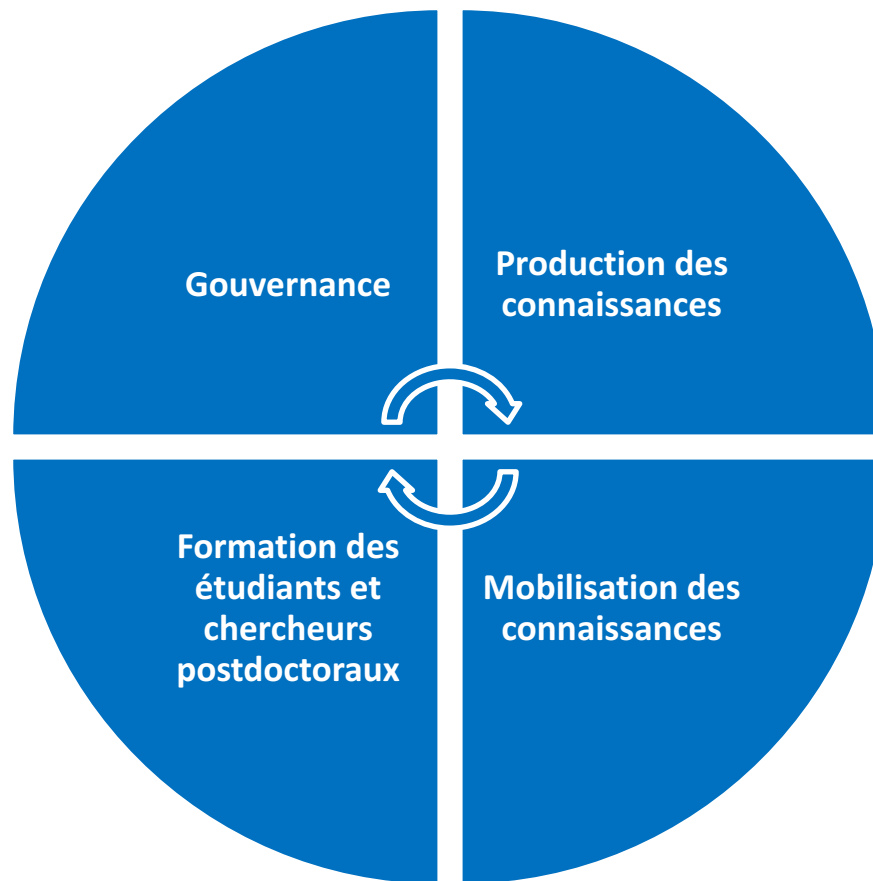 Gouvernance
Production des
connaissances
Formation des
étudiants et
chercheurs
postdoctoraux
Mobilisation des
connaissances